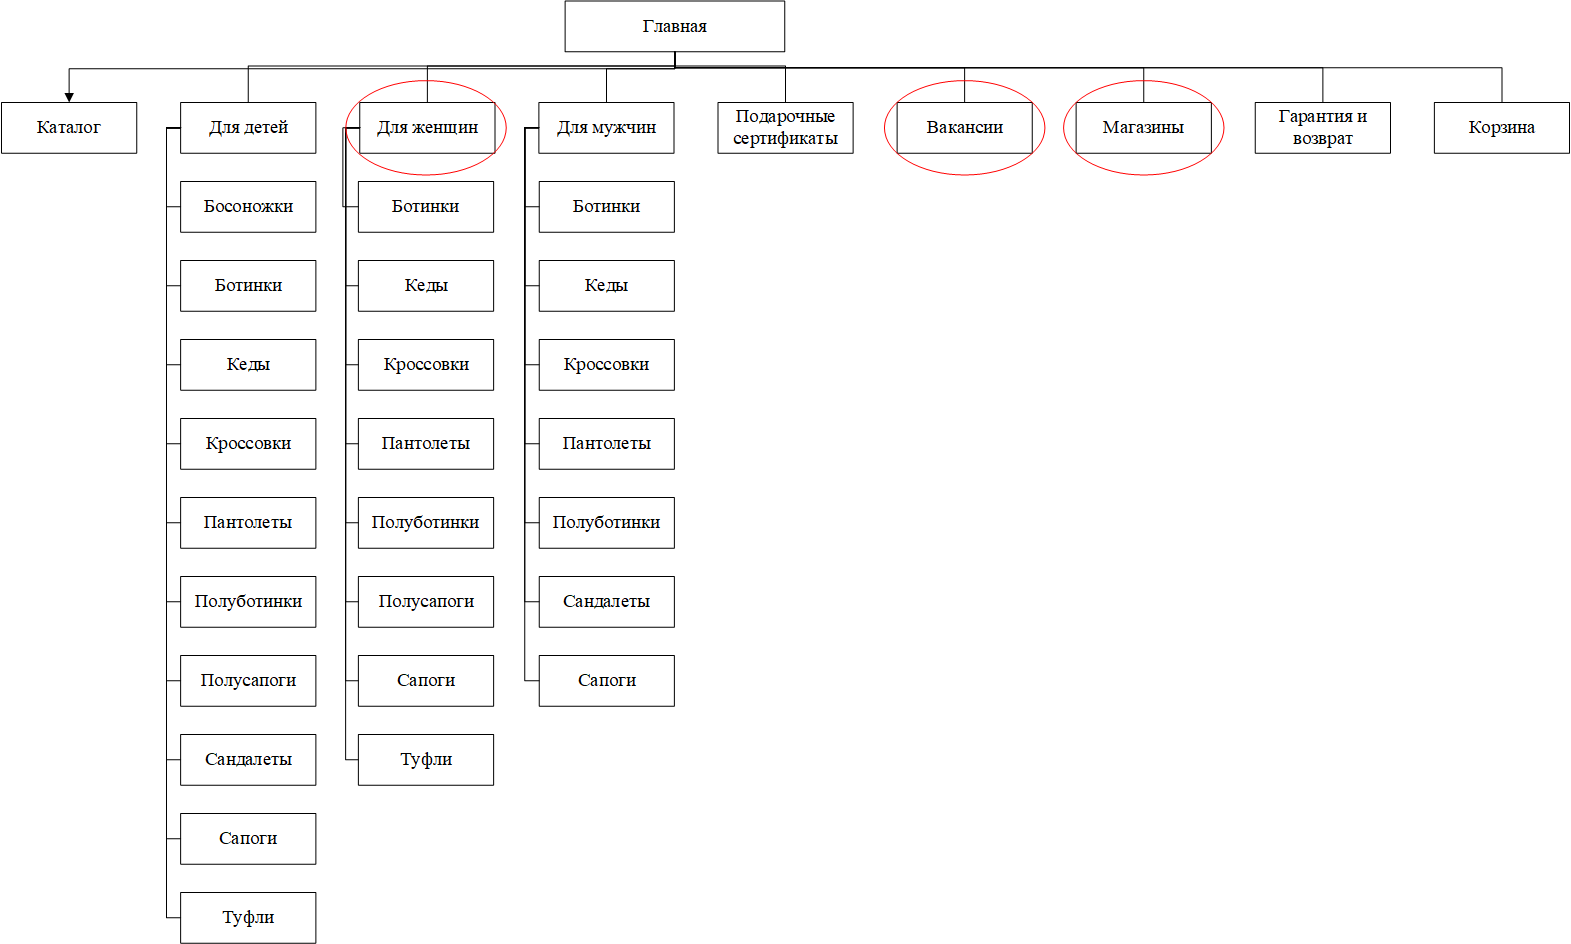 Главная
Каталог
Для детей
Для женщин
Для мужчин
Подарочные
сертификаты
Вакансии
Магазины
Гарантия и
возврат
Корзина
Босоножки
Ботинки
Кеды
Кроссовки
Пантолеты
Полуботинки
Полусапоги
Сандалеты
Сапоги
Туфли
Ботинки
Кеды
Кроссовки
Пантолеты
Полуботинки
Полусапоги
Сапоги
Туфли
Ботинки
Кеды
Кроссовки
Пантолеты
Полуботинки
Сандалеты
Сапоги